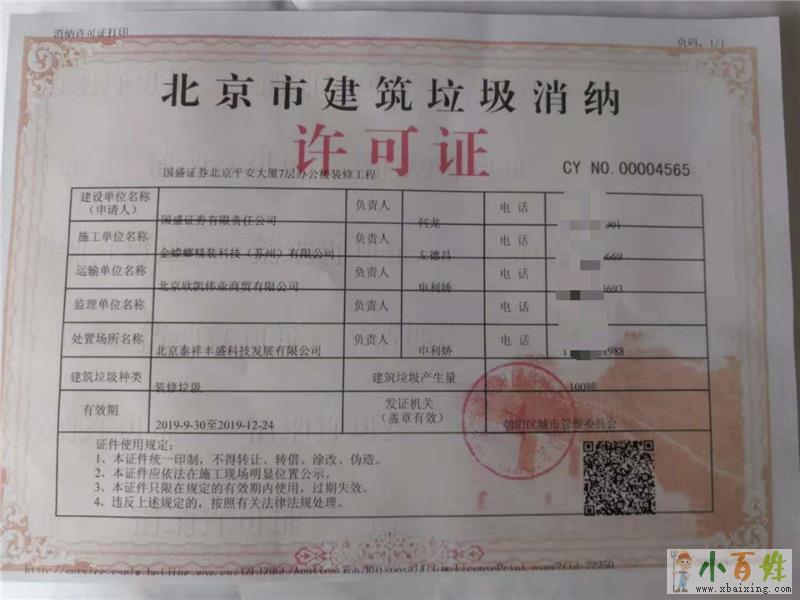 消纳许可证打印
页码, 1/1
北京市建筑垃圾消纳
许可证
CY NO.00004565
国盛证券北京平安大厦7层办公楼装修工程
建设单位名称
(申请人)
国盛证券有限责任公司
负责人
何龙
电话
001
施工单位名称
金螳螂精装科技（苏州）有限公司
负责人
左德昌
电话
669
运输单位名称
北京欣凯伟业商贸有限公司
负责人
申利娇
电话
5693
监理单位名称
负责人
电话
处置场所名称
北京泰祥丰盛科技发展有限公司
负责人
申利娇
电话
1988
建筑垃圾种类
装修垃圾
建筑垃圾产生量
100吨
有效期
2019-9-30至2019-12-24
发证机关
(盖章有效)
朝阳区城市管理委员会
证件使用规定：
1、本证件统一印制，不得转让、转借、涂改、伪造。
2、本证件应依法在施工现场明显位置公示。
3、本证件只限在规定的有效期内使用，过期失效。
4、违反上述规定的，按照有关法律法规处理。
小百姓
www.xbaixing.com